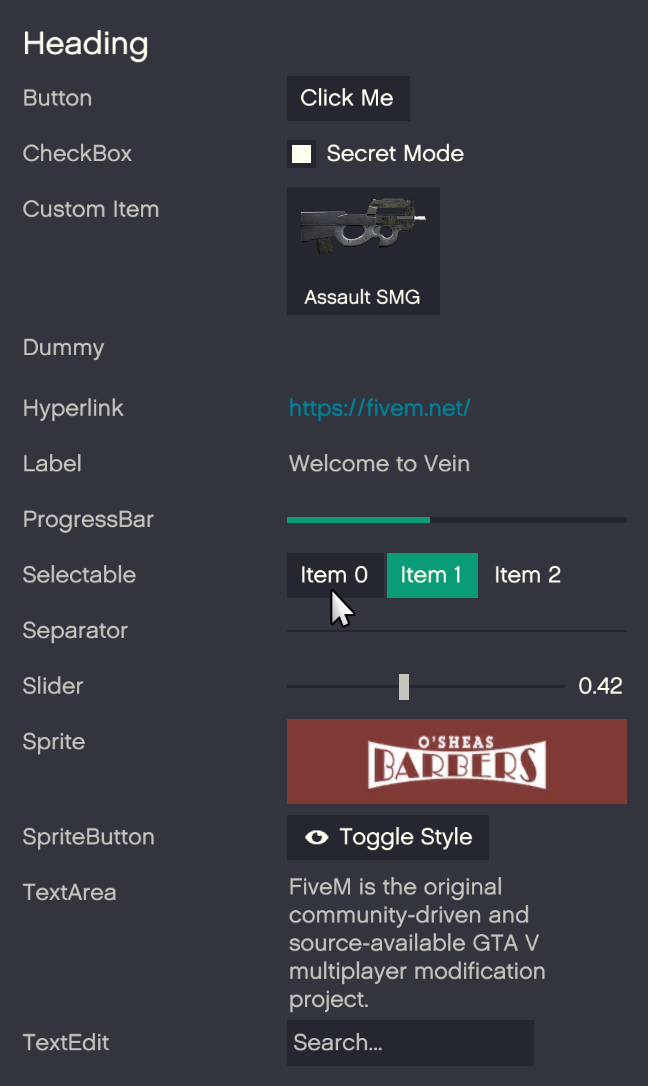 Heading
Button Click Me
CheckBox Secret Mode
Custom Item
Assault SMG
Dummy
Hyperlink https://fivem.net/
Label Welcome to Vein
ProgressBar
Selectable Item 0 Item 1 Item 2
Separator
Slider 0.42
Sprite O'SHEAS
BARBERS
SpriteButton Toggle Style
TextArea FiveM is the original
community-driven and
source-available GTA V
multiplayer modification
project.
TextEdit Search...